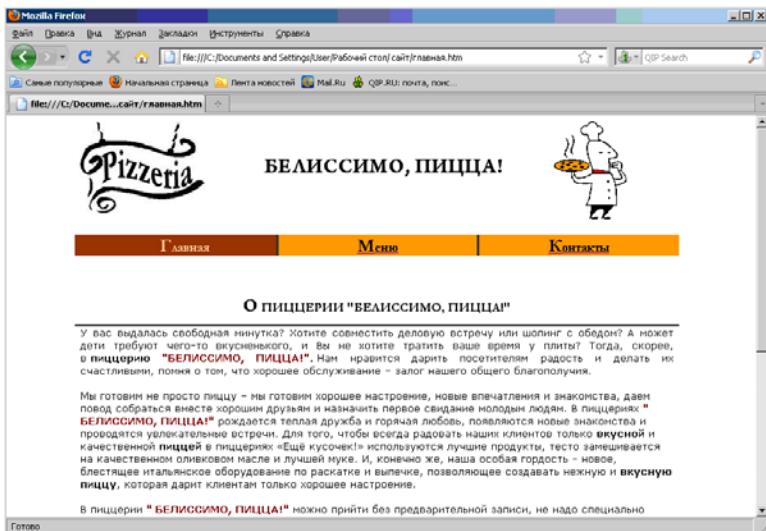 Mozilla Firefox
Файл Правка Вид Журнал Закладки Инструменты Справка
file:///C:/Documents and Settings/User/Рабочий стол/сайт/главная.htm
QIP Search
Самые популярные Начальная страница Лента новостей Mail.Ru QIP.RU: почта, поис...
file:///C:/Docume...сайт/главная.htm
Pizzeria
БЕЛИССИМО, ПИЦЦА!
Главная Меню Контакты
О ПИЦЦЕРИИ "БЕЛИССИМО, ПИЦЦА!"
У вас выдалась свободная минутка? Хотите совместить деловую встречу или шопинг с обедом? А может
дети требуют чего-то вкусненького, и Вы не хотите тратить ваше время у плиты? Тогда, скорее,
в пиццерию "БЕЛИССИМО, ПИЦЦА!". Нам нравится дарить посетителям радость и делать их
счастливыми, помня о том, что хорошее обслуживание – залог нашего общего благополучия.
Мы готовим не просто пиццу – мы готовим хорошее настроение, новые впечатления и знакомства, даем
повод собраться вместе хорошим друзьям и назначить первое свидание молодым людям. В пиццериях "
БЕЛИССИМО, ПИЦЦА!" рождается теплая дружба и горячая любовь, появляются новые знакомства и
проводятся увлекательные встречи. Для того, чтобы всегда радовать наших клиентов только вкусной и
качественной пиццей в пиццериях «Ещё кусочек!» используются лучшие продукты, тесто замешивается
на качественном оливковом масле и лучшей муке. И, конечно же, наша особая гордость – новое,
блестящее итальянское оборудование по раскатке и выпечке, позволяющее создавать нежную и вкусную
пиццу, которая дарит клиентам только хорошее настроение.
В пиццерии " БЕЛИССИМО, ПИЦЦА!" можно прийти без предварительной записи, не надо специально
Готово